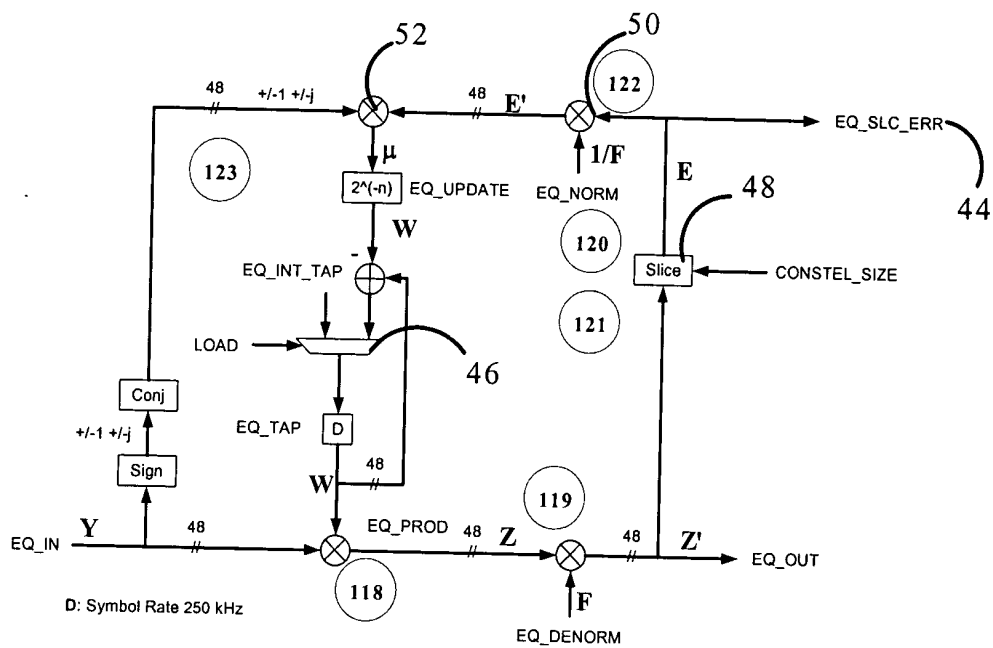 52
50
48
+/-1 +/-j
48
E'
122
EQ_SLC_ERR
123
μ
1/F
E
48
44
2^(-n)
EQ_UPDATE
EQ_NORM
W
120
-
EQ_INT_TAP
Slice
CONSTEL_SIZE
121
LOAD
46
Conj
EQ_TAP
D
+/-1 +/-j
Sign
W
48
119
EQ_IN
Y
48
EQ_PROD
48
Z
48
Z'
EQ_OUT
118
F
D: Symbol Rate 250 kHz
EQ_DENORM